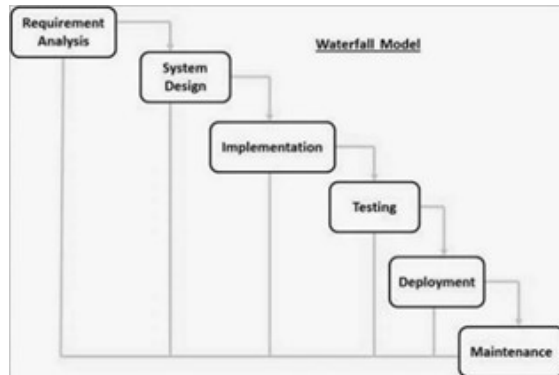 Requirement
Analysis
Waterfall Model
System
Design
Implementation
Testing
Deployment
Maintenance